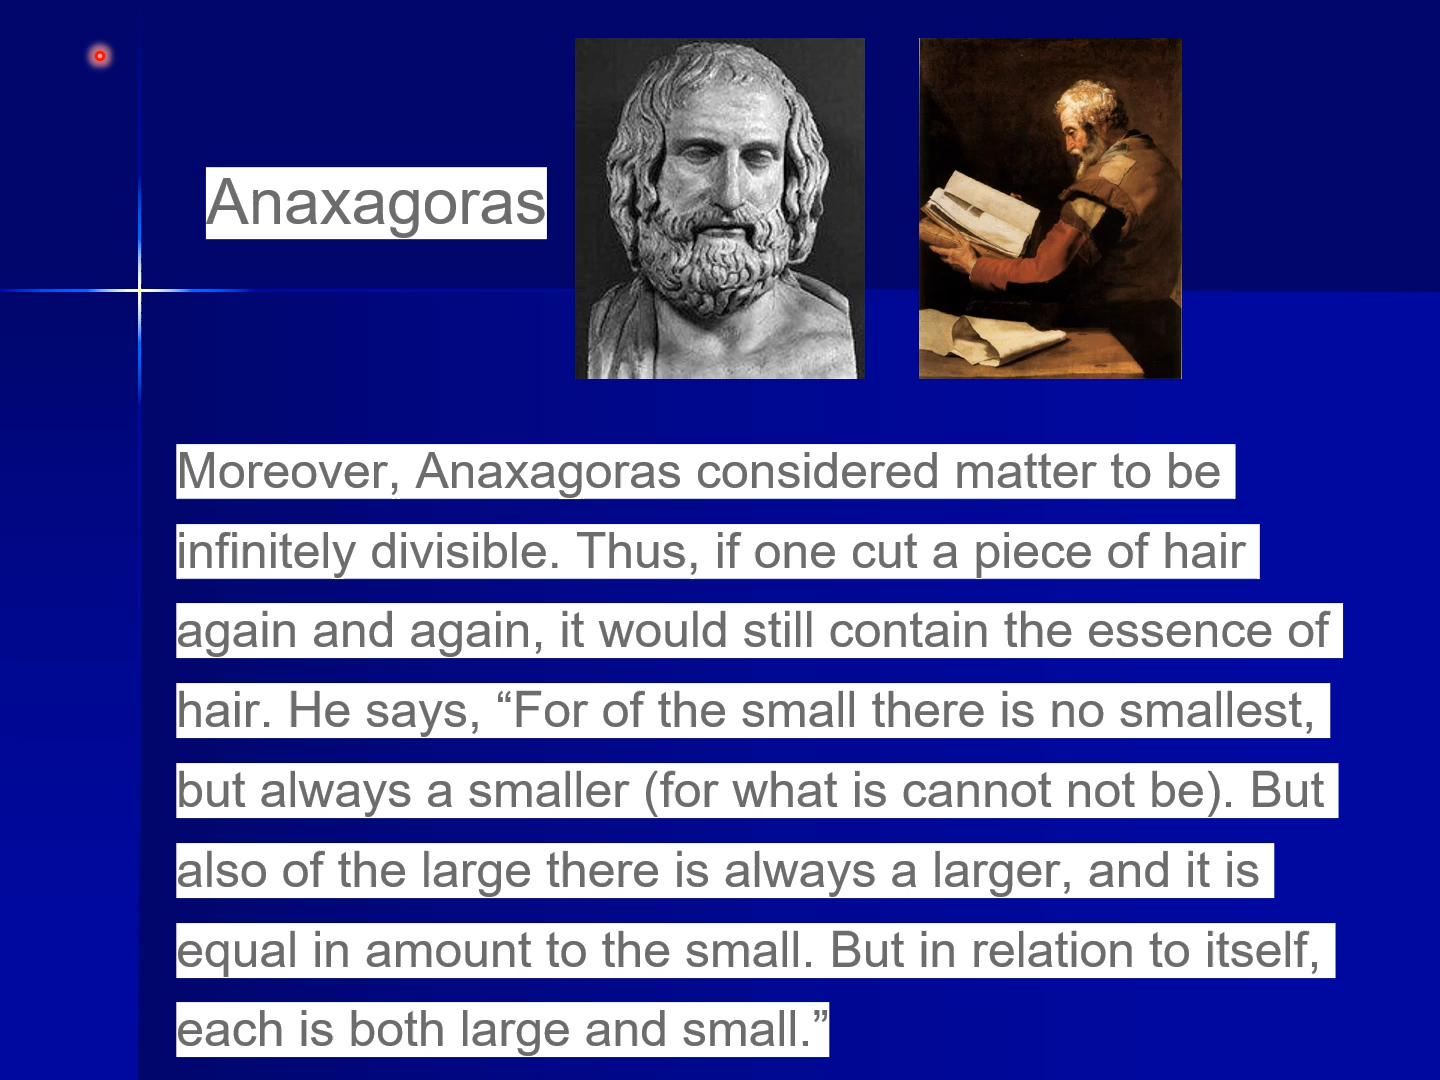 Anaxagoras
Moreover, Anaxagoras considered matter to be
infinitely divisible. Thus, if one cut a piece of hair
again and again, it would still contain the essence of
hair. He says, “For of the small there is no smallest,
but always a smaller (for what is cannot not be). But
also of the large there is always a larger, and it is
equal in amount to the small. But in relation to itself,
each is both large and small.”